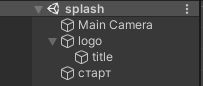 splash
Main Camera
logo
title
старт